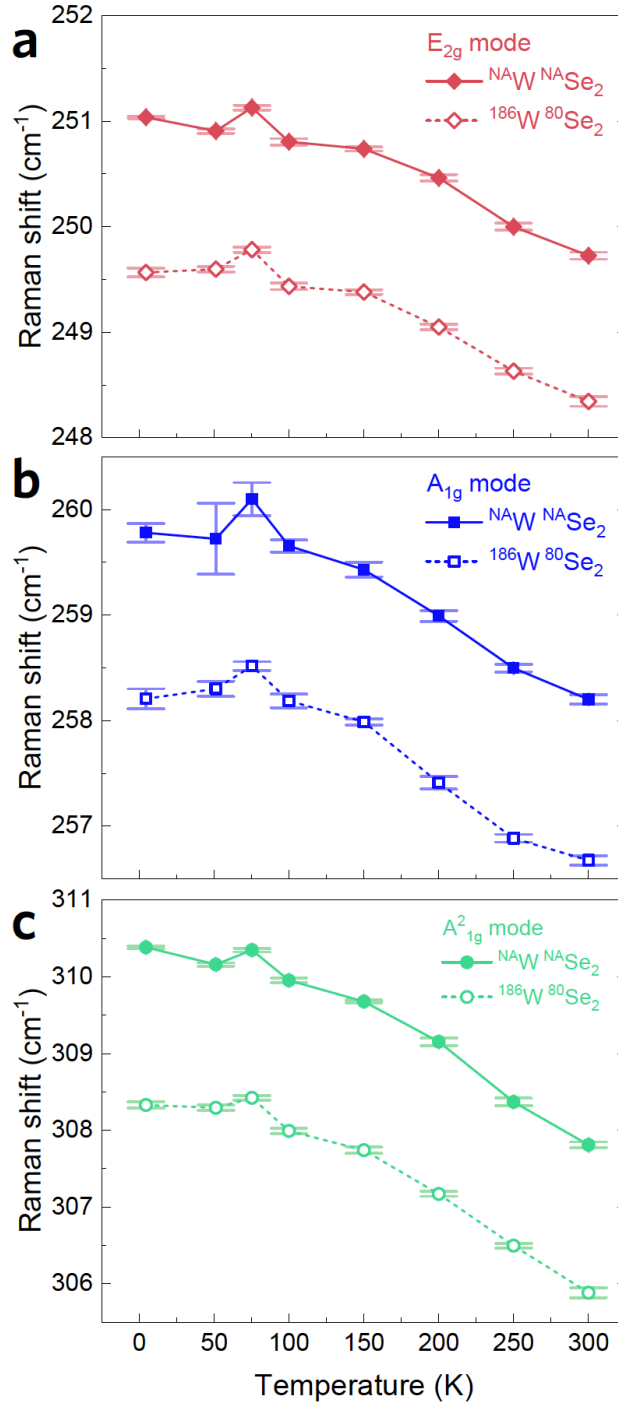 a
E₂g mode
ᴺᴬW ᴺᴬSe₂
¹⁸⁶W ⁸⁰Se₂
252
251
250
249
248
Raman shift (cm⁻¹)
b
A₁g mode
ᴺᴬW ᴺᴬSe₂
¹⁸⁶W ⁸⁰Se₂
260
259
258
257
Raman shift (cm⁻¹)
c
A²₁g mode
ᴺᴬW ᴺᴬSe₂
¹⁸⁶W ⁸⁰Se₂
311
310
309
308
307
306
Raman shift (cm⁻¹)
0 50 100 150 200 250 300
Temperature (K)